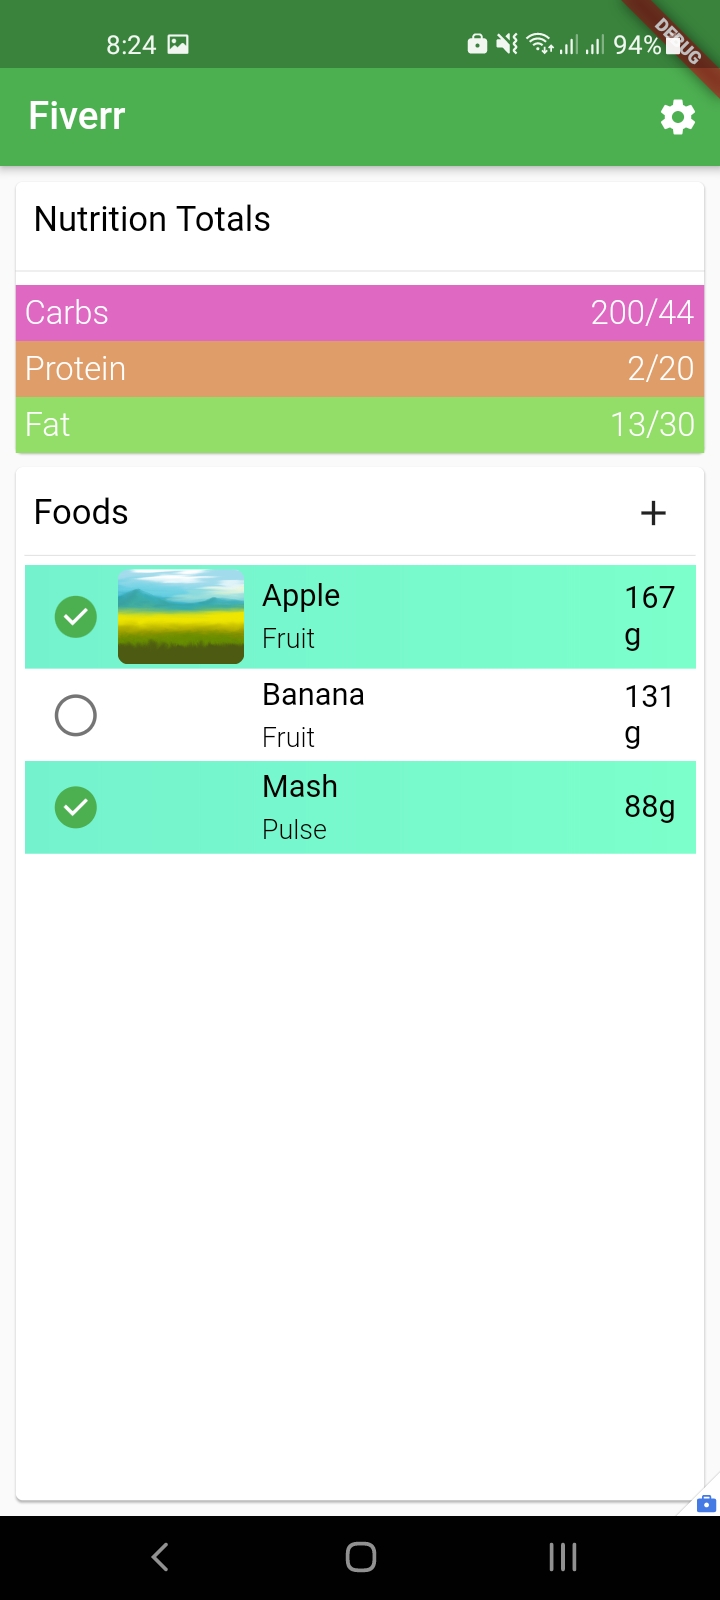 8:24
94%
DEBUG
Fiverr
Nutrition Totals
Carbs 200/44
Protein 2/20
Fat 13/30
Foods
Apple
Fruit
167
g
Banana
Fruit
131
g
Mash
Pulse
88g